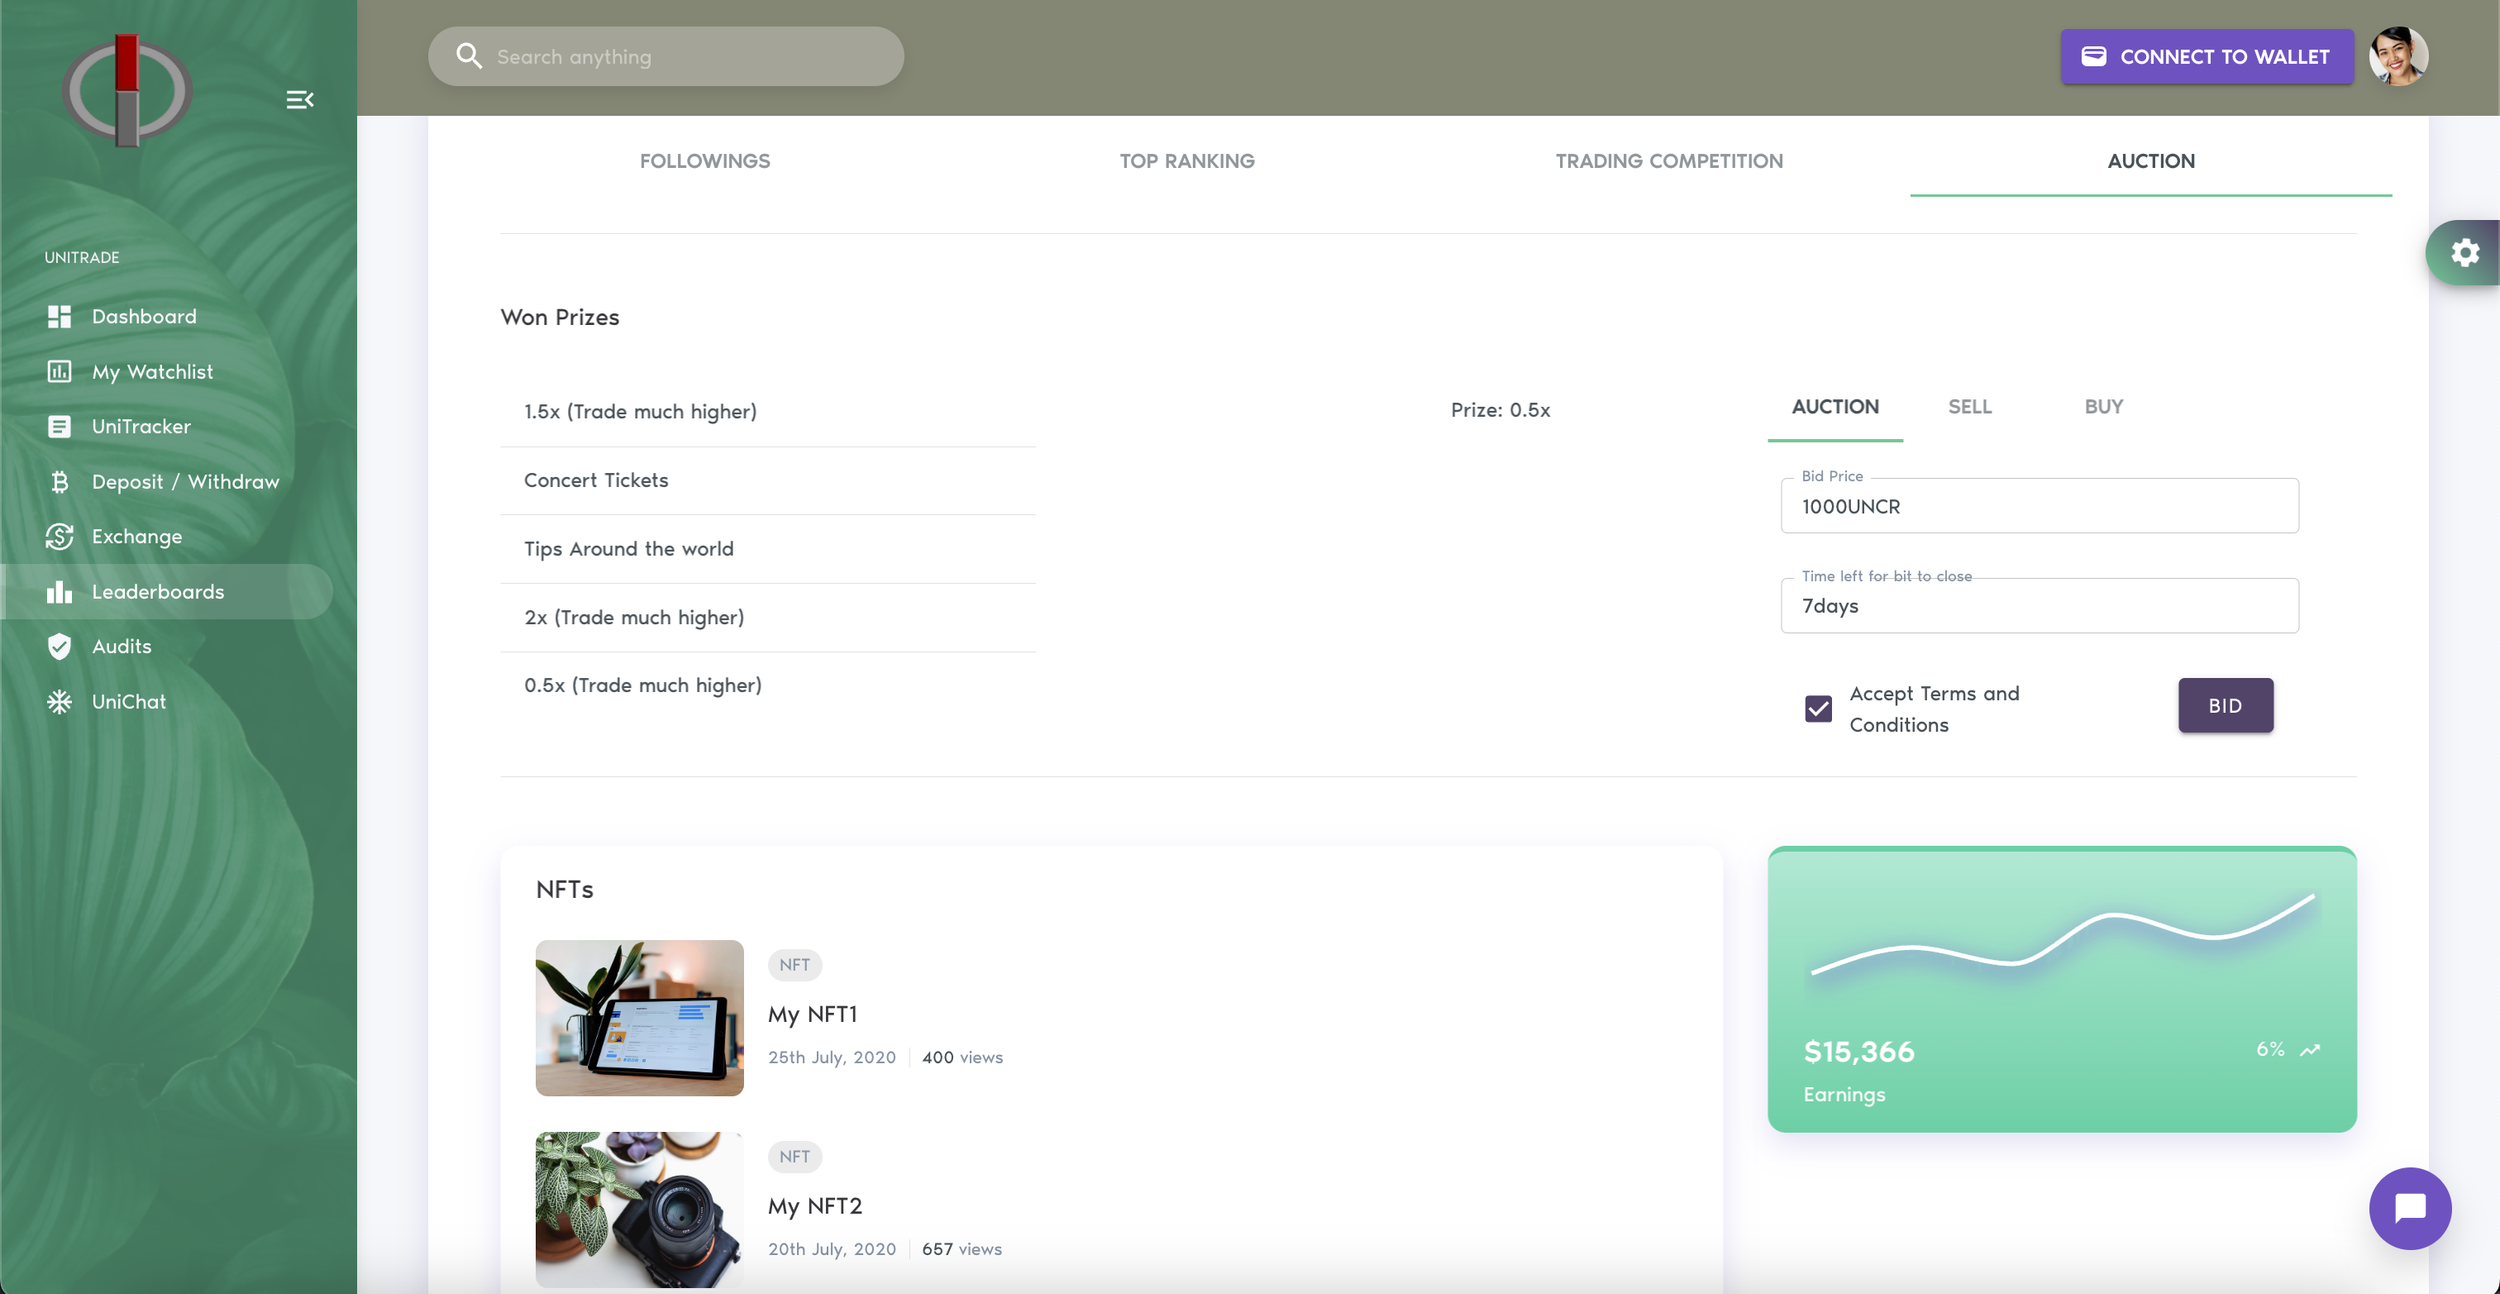 Search anything
CONNECT TO WALLET
FOLLOWINGS
TOP RANKING
TRADING COMPETITION
AUCTION
UNITRADE
Dashboard
My Watchlist
UniTracker
Deposit / Withdraw
Exchange
Leaderboards
Audits
UniChat
Won Prizes
1.5x (Trade much higher)
Concert Tickets
Tips Around the world
2x (Trade much higher)
0.5x (Trade much higher)
Prize: 0.5x
AUCTION
SELL
BUY
Bid Price
1000UNCR
Time left for bit to close
7days
Accept Terms and
Conditions
BID
NFTs
NFT
My NFT1
25th July, 2020
400 views
NFT
My NFT2
20th July, 2020
657 views
$15,366
6%
Earnings